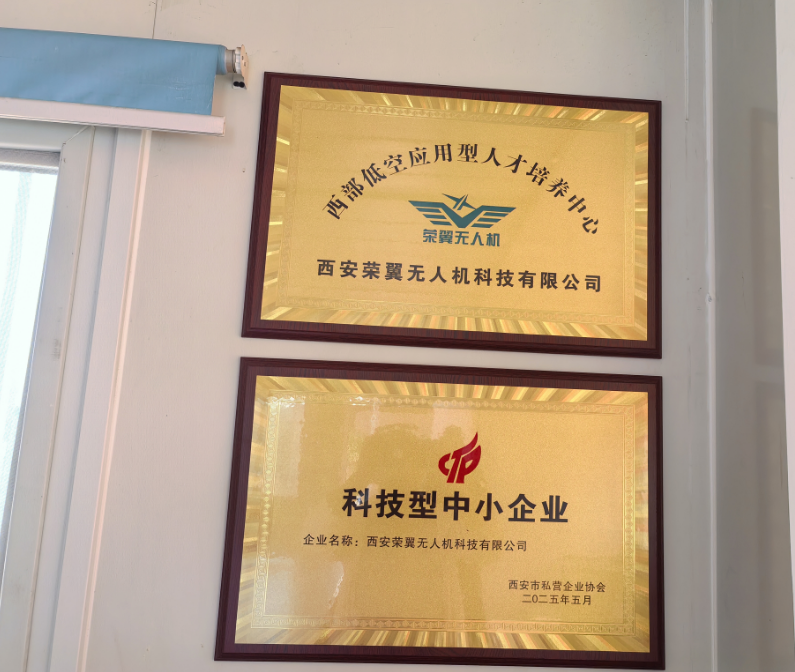 西部低空应用型人才培养中心
荣翼无人机
西安荣翼无人机科技有限公司
科技型中小企业
企业名称：西安荣翼无人机科技有限公司
西安市私营企业协会
二0二五年五月